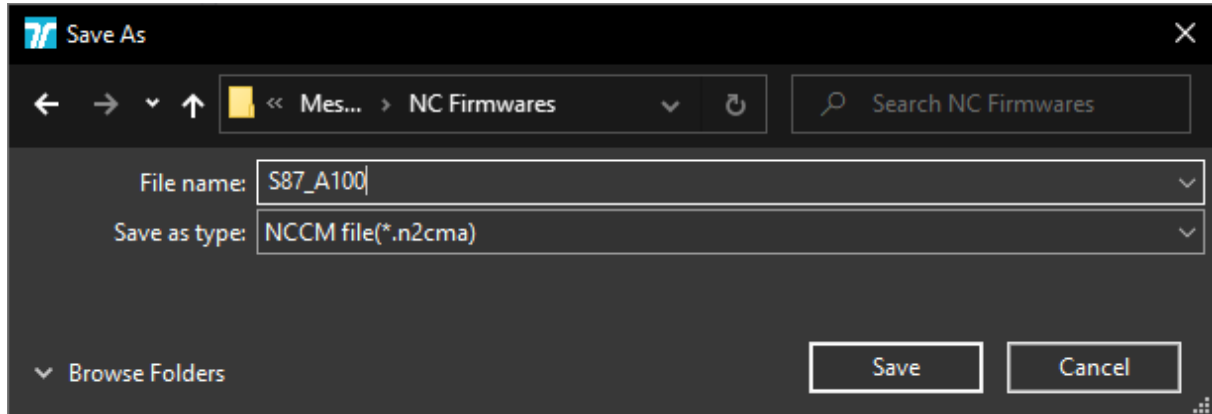 Save As
« Mes... > NC Firmwares
Search NC Firmwares
File name: S87_A100
Save as type: NCCM file(*.n2cma)
Browse Folders
Save
Cancel